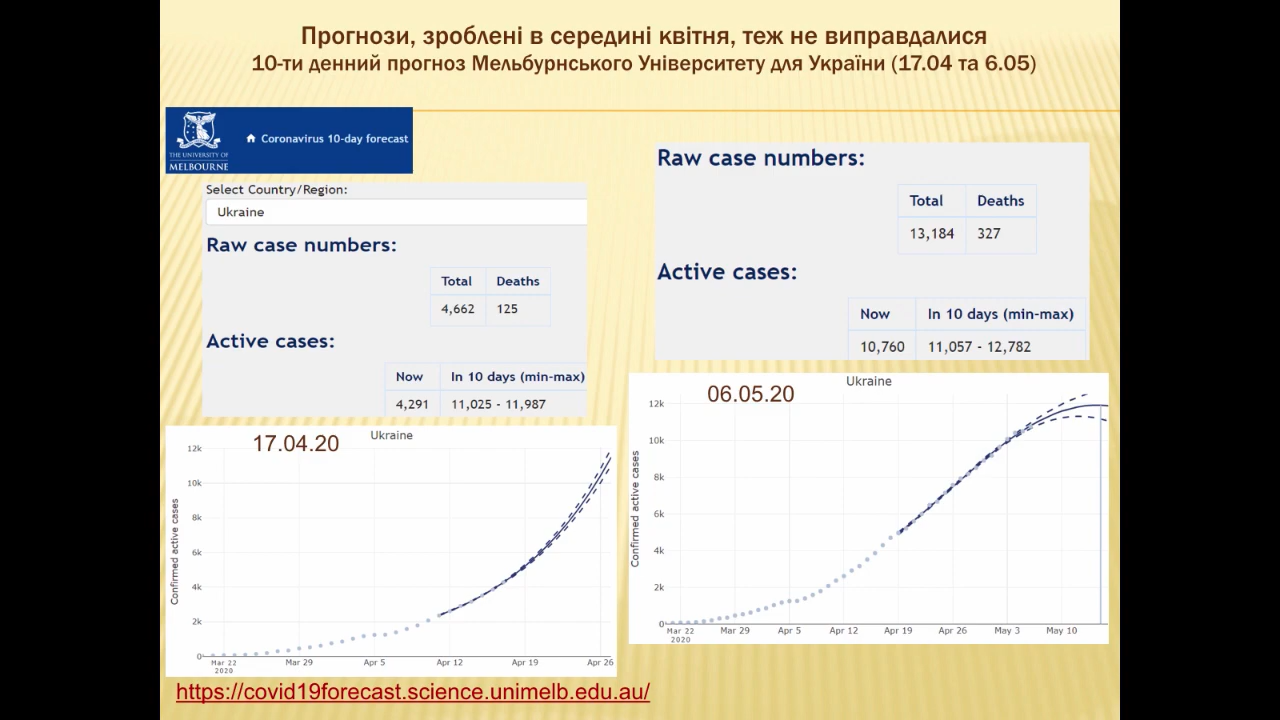 Прогнози, зроблені в середині квітня, теж не виправдалися
10-ти денний прогноз Мельбурнського Університету для України (17.04 та 6.05)
THE UNIVERSITY OF
MELBOURNE
Coronavirus 10-day forecast
Select Country/Region:
Ukraine
Raw case numbers:
Total Deaths
4,662 125
Active cases:
Now In 10 days (min-max)
4,291 11,025 - 11,987
Raw case numbers:
Total Deaths
13,184 327
Active cases:
Now In 10 days (min-max)
10,760 11,057 - 12,782
17.04.20
Ukraine
Confirmed active cases
12k
10k
8k
6k
4k
2k
0
Mar 22 Mar 29 Apr 5 Apr 12 Apr 19 Apr 26
2020
06.05.20
Ukraine
Confirmed active cases
12k
10k
8k
6k
4k
2k
0
Mar 22 Mar 29 Apr 5 Apr 12 Apr 19 Apr 26 May 3 May 10
2020
https://covid19forecast.science.unimelb.edu.au/